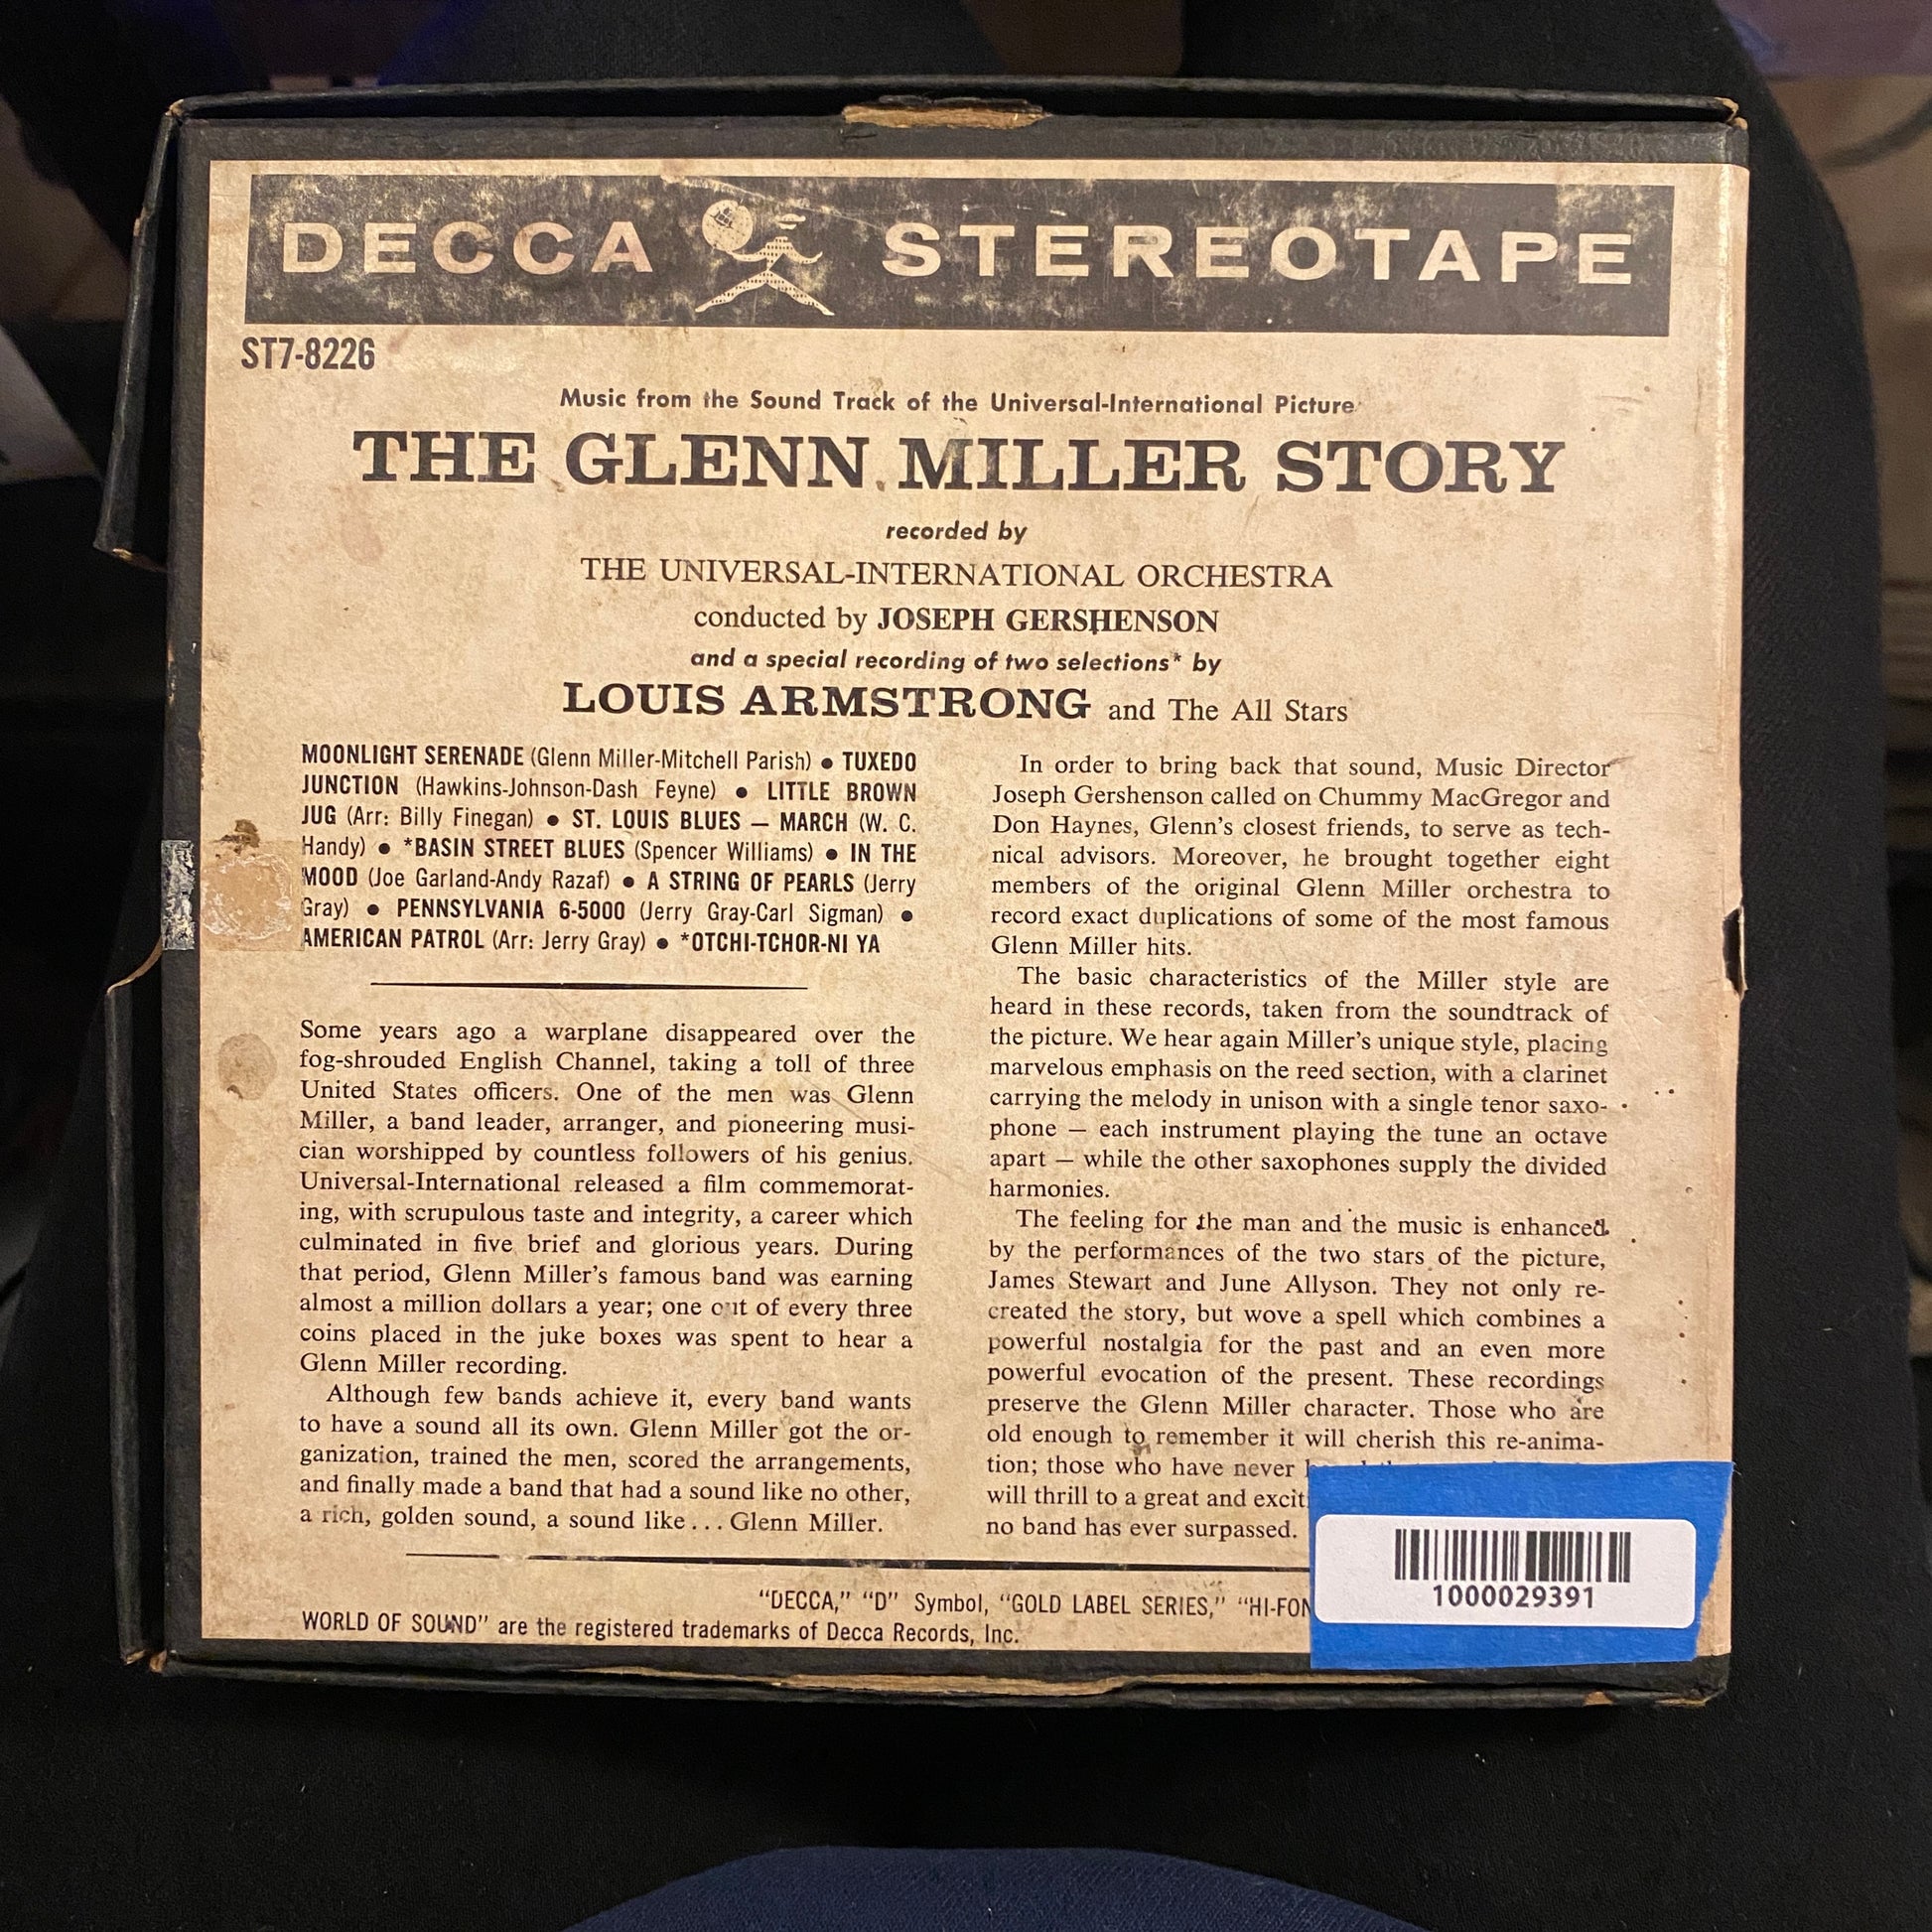 DECCA STEREOTAPE
ST7-8226
Music from the Sound Track of the Universal-International Picture
THE GLENN MILLER STORY
recorded by
THE UNIVERSAL-INTERNATIONAL ORCHESTRA
conducted by JOSEPH GERSHENSON
and a special recording of two selections* by
LOUIS ARMSTRONG and The All Stars
MOONLIGHT SERENADE (Glenn Miller-Mitchell Parish) ● TUXEDO
JUNCTION (Hawkins-Johnson-Dash Feyne) ● LITTLE BROWN
JUG (Arr: Billy Finegan) ● ST. LOUIS BLUES — MARCH (W. C.
Handy) ● *BASIN STREET BLUES (Spencer Williams) ● IN THE
MOOD (Joe Garland-Andy Razaf) ● A STRING OF PEARLS (Jerry
Gray) ● PENNSYLVANIA 6-5000 (Jerry Gray-Carl Sigman) ●
AMERICAN PATROL (Arr: Jerry Gray) ● *OTCHI-TCHOR-NI YA
Some years ago a warplane disappeared over the
fog-shrouded English Channel, taking a toll of three
United States officers. One of the men was Glenn
Miller, a band leader, arranger, and pioneering musi-
cian worshipped by countless followers of his genius.
Universal-International released a film commemorat-
ing, with scrupulous taste and integrity, a career which
culminated in five brief and glorious years. During
that period, Glenn Miller's famous band was earning
almost a million dollars a year; one out of every three
coins placed in the juke boxes was spent to hear a
Glenn Miller recording.
Although few bands achieve it, every band wants
to have a sound all its own. Glenn Miller got the or-
ganization, trained the men, scored the arrangements,
and finally made a band that had a sound like no other,
a rich, golden sound, a sound like . . . Glenn Miller.
In order to bring back that sound, Music Director
Joseph Gershenson called on Chummy MacGregor and
Don Haynes, Glenn's closest friends, to serve as tech-
nical advisors. Moreover, he brought together eight
members of the original Glenn Miller orchestra to
record exact duplications of some of the most famous
Glenn Miller hits.
The basic characteristics of the Miller style are
heard in these records, taken from the soundtrack of
the picture. We hear again Miller's unique style, placing
marvelous emphasis on the reed section, with a clarinet
carrying the melody in unison with a single tenor saxo-
phone — each instrument playing the tune an octave
apart — while the other saxophones supply the divided
harmonies.
The feeling for the man and the music is enhanced
by the performances of the two stars of the picture,
James Stewart and June Allyson. They not only re-
created the story, but wove a spell which combines a
powerful nostalgia for the past and an even more
powerful evocation of the present. These recordings
preserve the Glenn Miller character. Those who are
old enough to remember it will cherish this re-anima-
tion; those who have never
will thrill to a great and excit
no band has ever surpassed.
"DECCA," "D" Symbol, "GOLD LABEL SERIES," "HI-FON
WORLD OF SOUND" are the registered trademarks of Decca Records, Inc.
1000029391